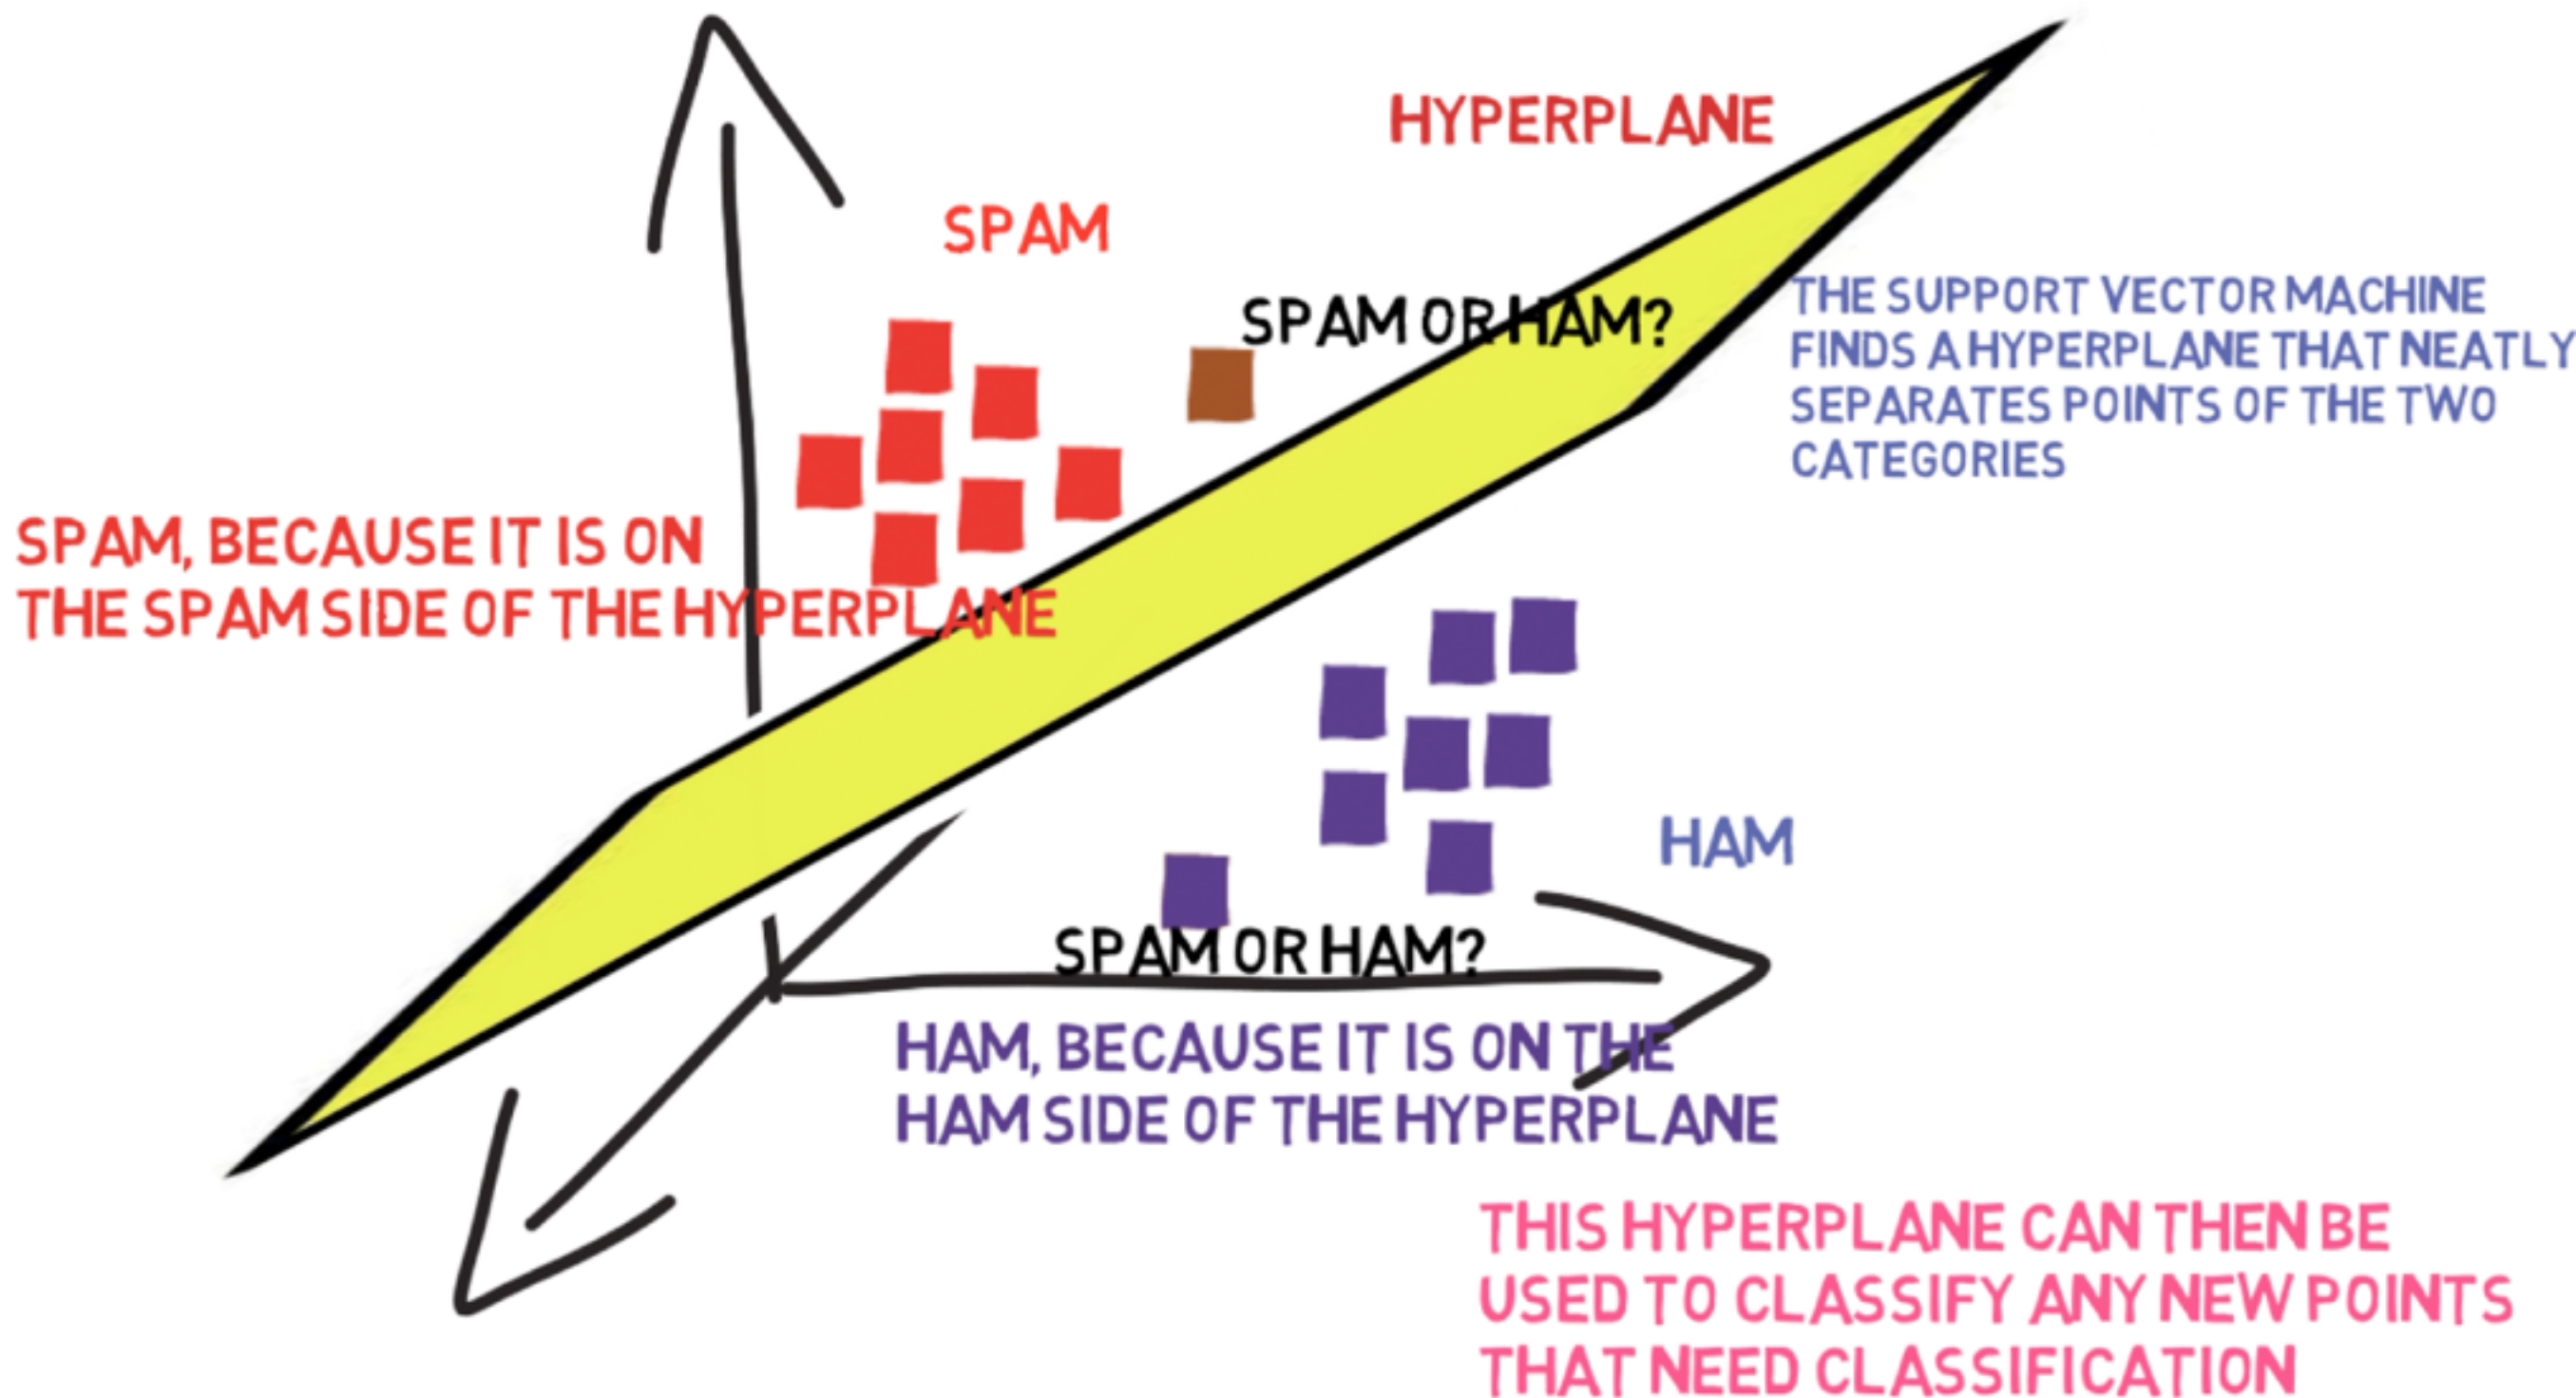 HYPERPLANE
SPAM
SPAM OR HAM?
THE SUPPORT VECTOR MACHINE
FINDS A HYPERPLANE THAT NEATLY
SEPARATES POINTS OF THE TWO
CATEGORIES
SPAM, BECAUSE IT IS ON
THE SPAM SIDE OF THE HYPERPLANE
HAM
SPAM OR HAM?
HAM, BECAUSE IT IS ON THE
HAM SIDE OF THE HYPERPLANE
THIS HYPERPLANE CAN THEN BE
USED TO CLASSIFY ANY NEW POINTS
THAT NEED CLASSIFICATION